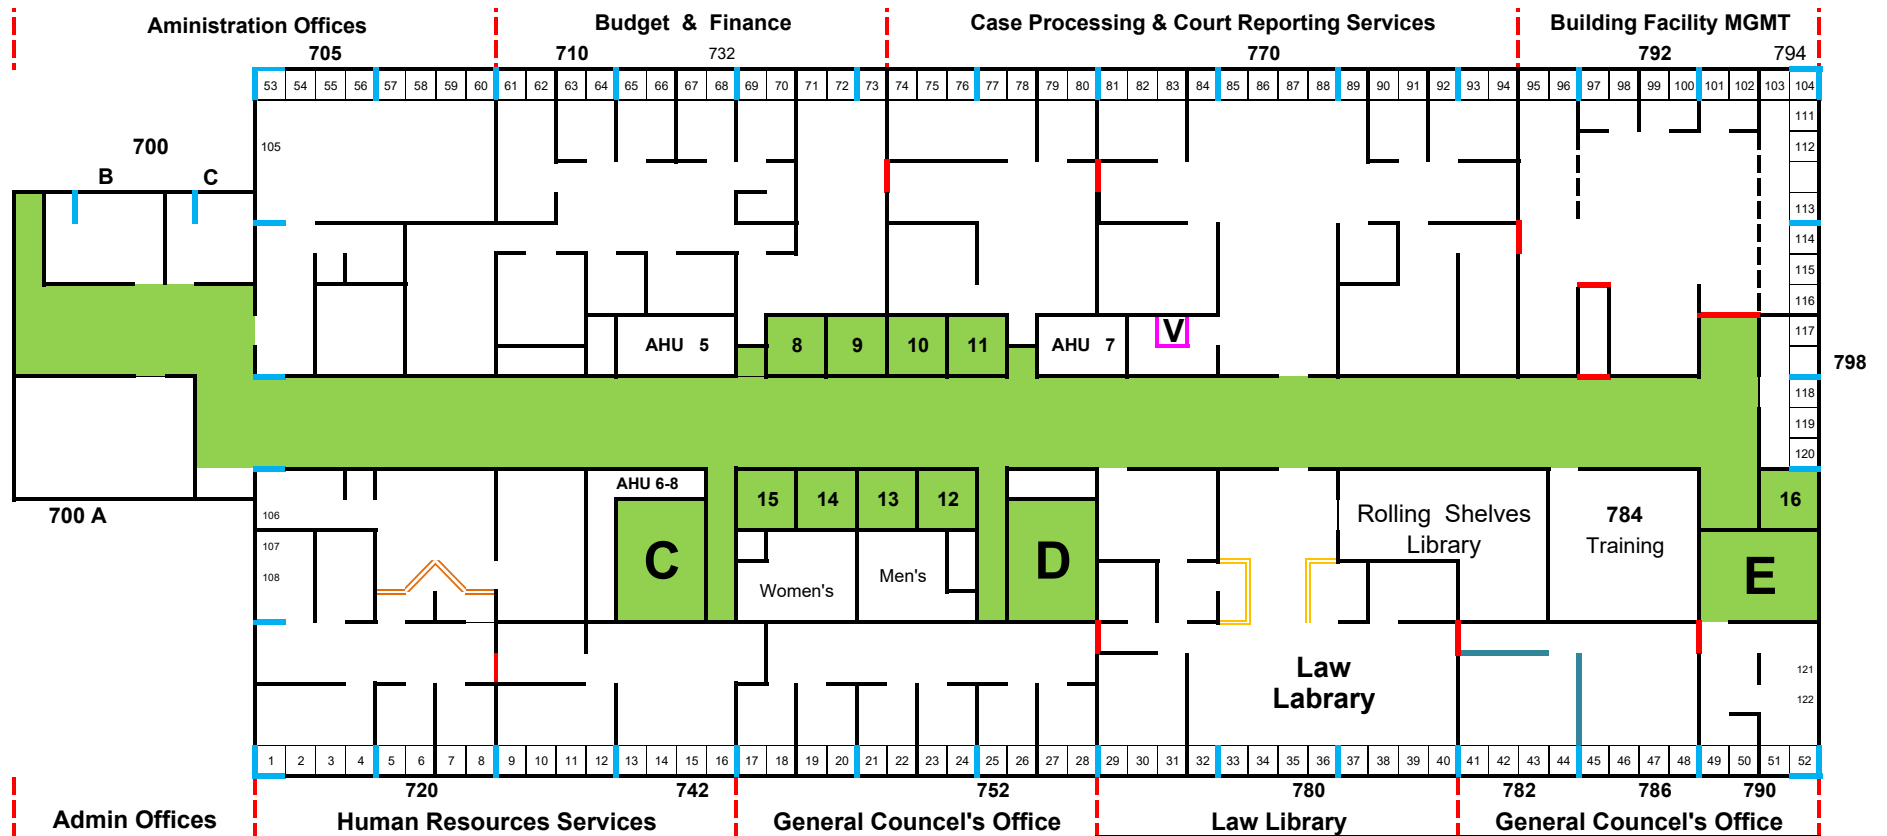 Aministration Offices Budget & Finance Case Processing & Court Reporting Services Building Facility MGMT
705 710 732 770 792 794
53 54 55 56 57 58 59 60 61 62 63 64 65 66 67 68 69 70 71 72 73 74 75 76 77 78 79 80 81 82 83 84 85 86 87 88 89 90 91 92 93 94 95 96 97 98 99 100 101 102 103 104
111
700 105 112
B C
113
114
115
116
V 117
AHU 5 8 9 10 11 AHU 7
798
118
119
120
AHU 6-8
15 14 13 12 16
700 A 106 Rolling Shelves 784
107 Library Training
C D
108 Women's Men's E
Law 121
Labrary 122
1 2 3 4 5 6 7 8 9 10 11 12 13 14 15 16 17 18 19 20 21 22 23 24 25 26 27 28 29 30 31 32 33 34 35 36 37 38 39 40 41 42 43 44 45 46 47 48 49 50 51 52
720 742 752 780 782 786 790
Admin Offices Human Resources Services General Councel's Office Law Library General Councel's Office